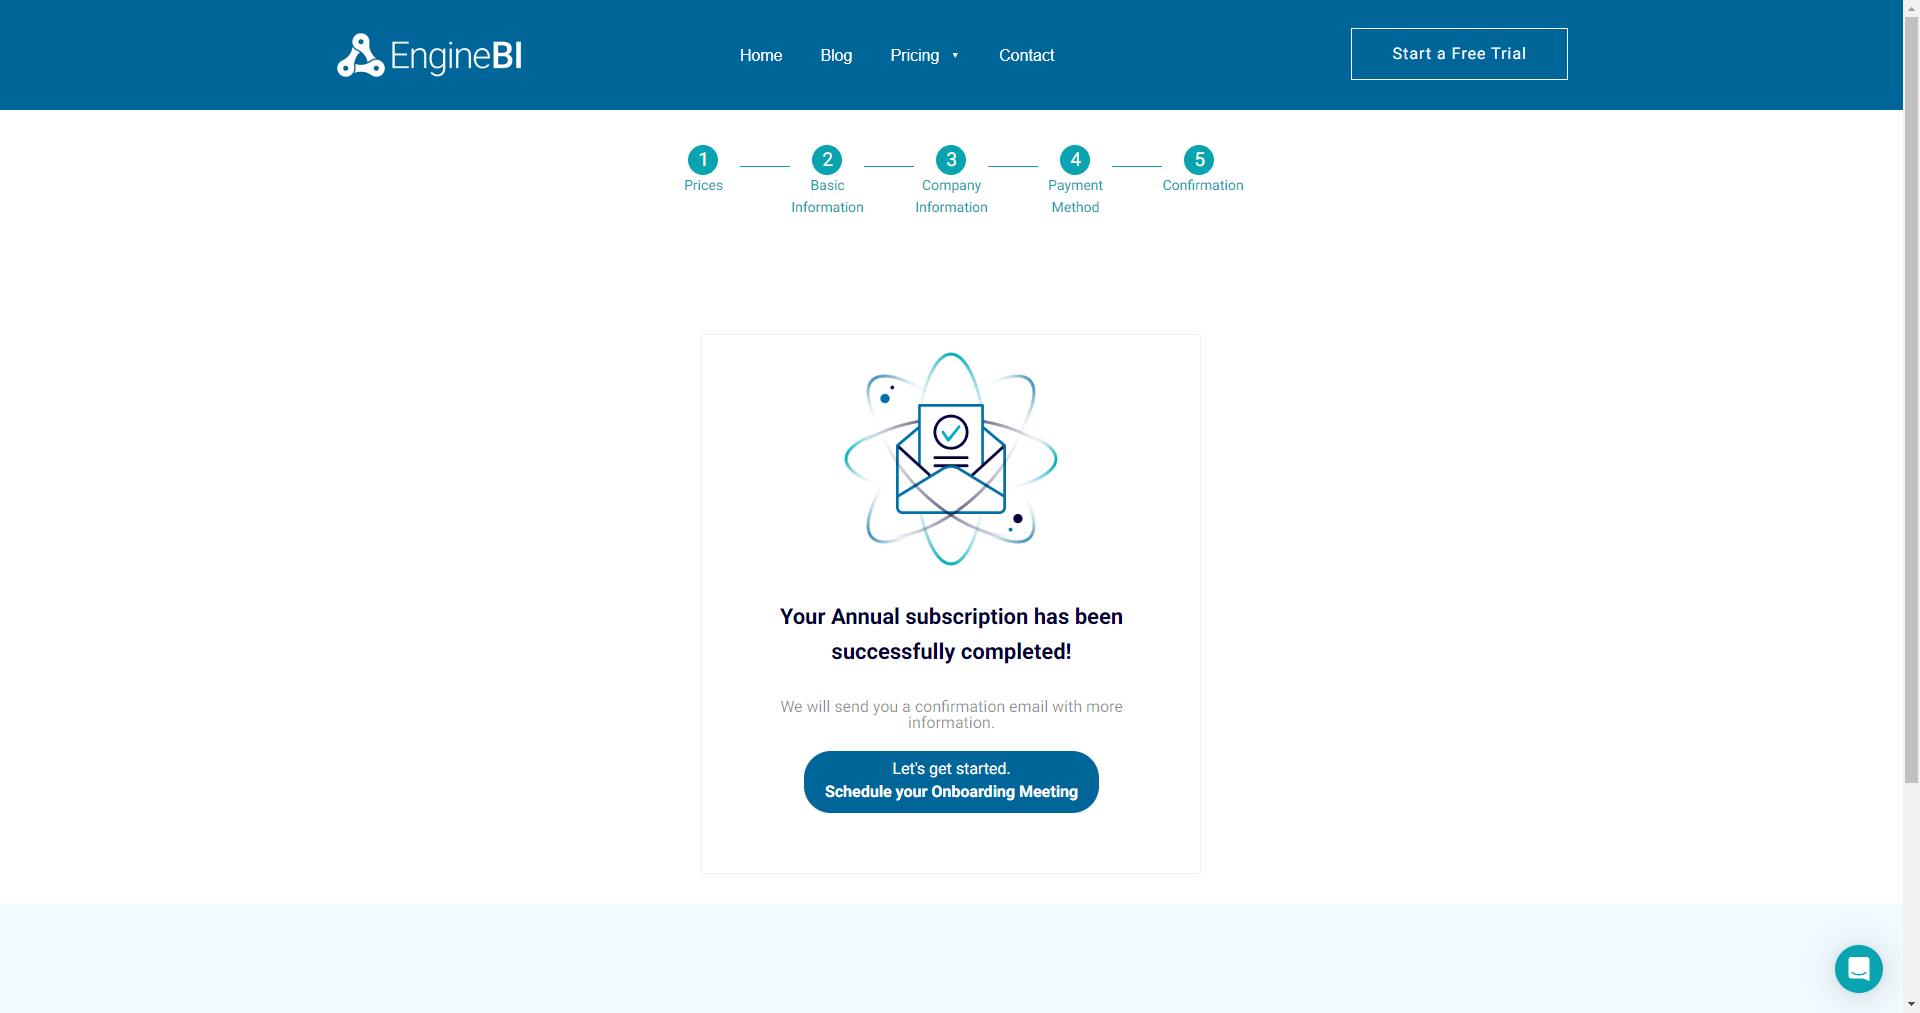 EngineBI
Home
Blog
Pricing ▼
Contact
Start a Free Trial
1
Prices
2
Basic
Information
3
Company
Information
4
Payment
Method
5
Confirmation
Your Annual subscription has been
successfully completed!
We will send you a confirmation email with more
information.
Let's get started.
Schedule your Onboarding Meeting